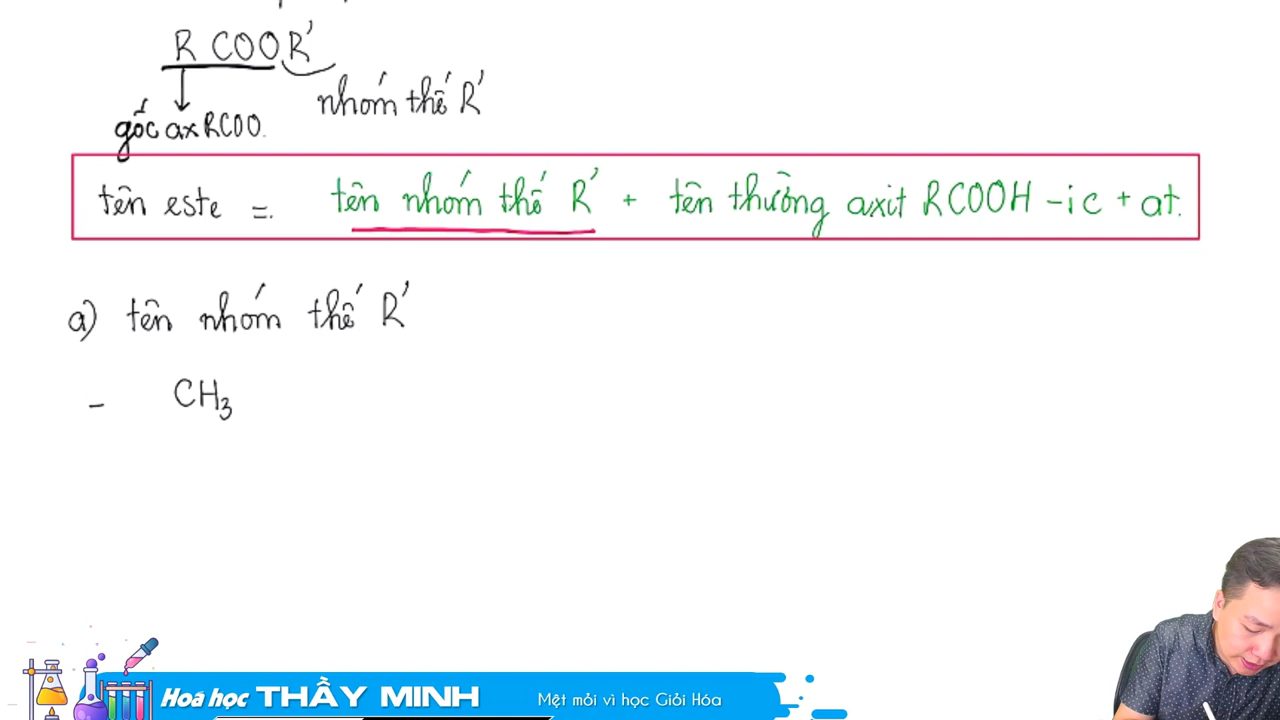 R COOR'
nhóm thế R'
gốc ax RCOO.
tên este = tên nhóm thế R' + tên thường axit RCOOH -ic + at.
a) tên nhóm thế R'
- CH₃
Hoá học THẦY MINH
Mệt mỏi vì học Giỏi Hóa